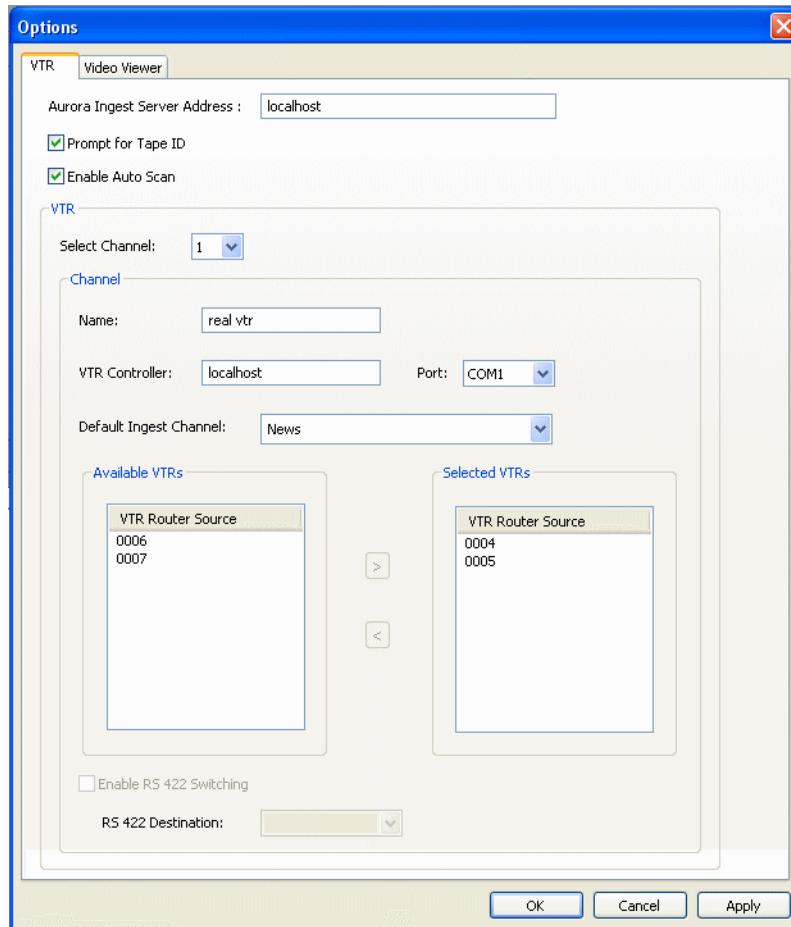 Options
VTR Video Viewer
Aurora Ingest Server Address : localhost
Prompt for Tape ID
Enable Auto Scan
VTR
Select Channel: 1
Channel
Name: real vtr
VTR Controller: localhost Port: COM1
Default Ingest Channel: News
Available VTRs Selected VTRs
VTR Router Source VTR Router Source
0006 0004
0007 0005
>
<
Enable RS 422 Switching
RS 422 Destination:
OK Cancel Apply